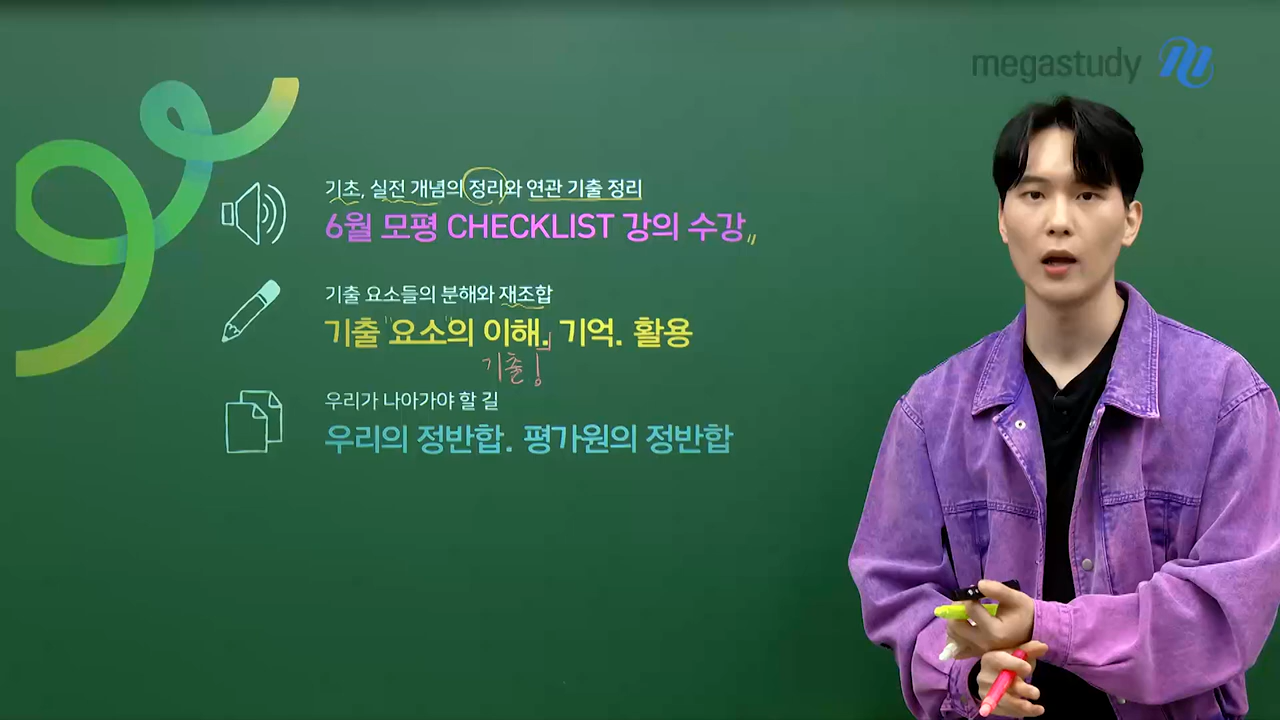 megastudy
기초, 실전 개념의 정리와 연관 기출 정리
6월 모평 CHECKLIST 강의 수강
기출 요소들의 분해와 재조합
기출 "요소"의 이해. 기억. 활용
기출!
우리가 나아가야 할 길
우리의 정반합. 평가원의 정반합